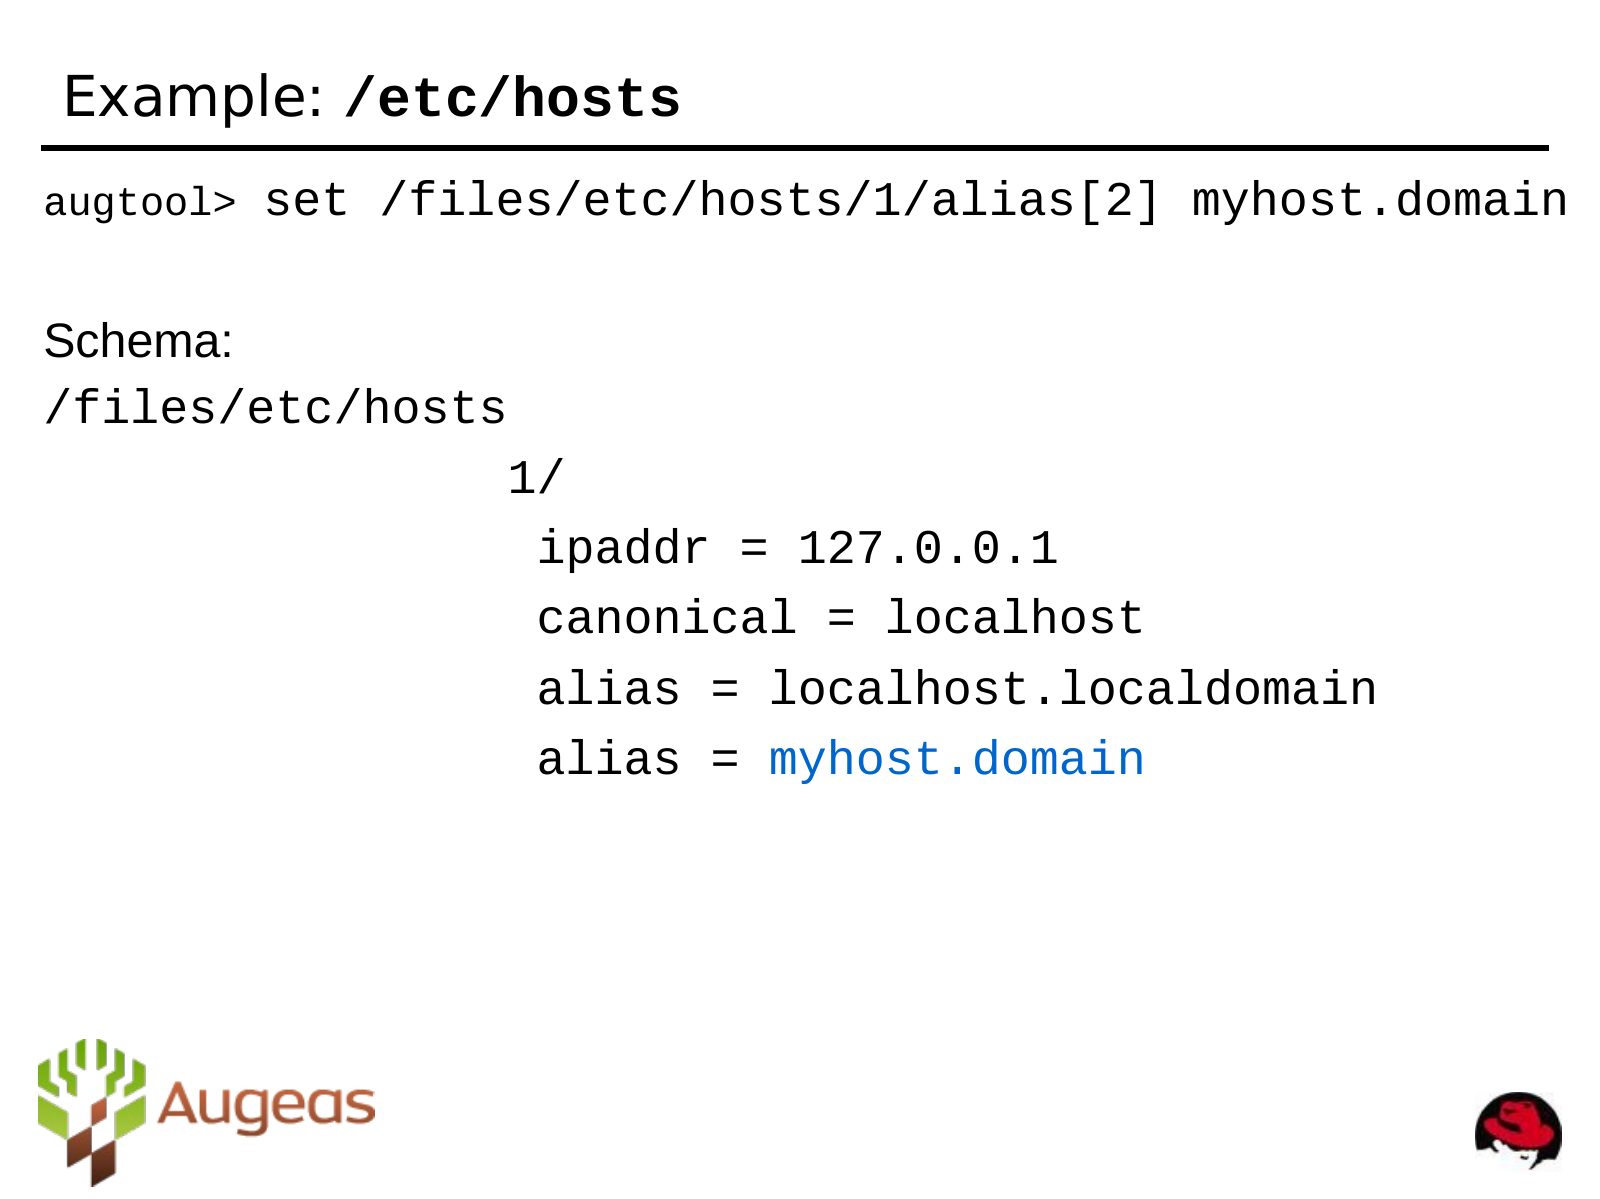 Example: /etc/hosts
augtool> set /files/etc/hosts/1/alias[2] myhost.domain
Schema:
/files/etc/hosts
1/
ipaddr = 127.0.0.1
canonical = localhost
alias = localhost.localdomain
alias = myhost.domain
Augeas